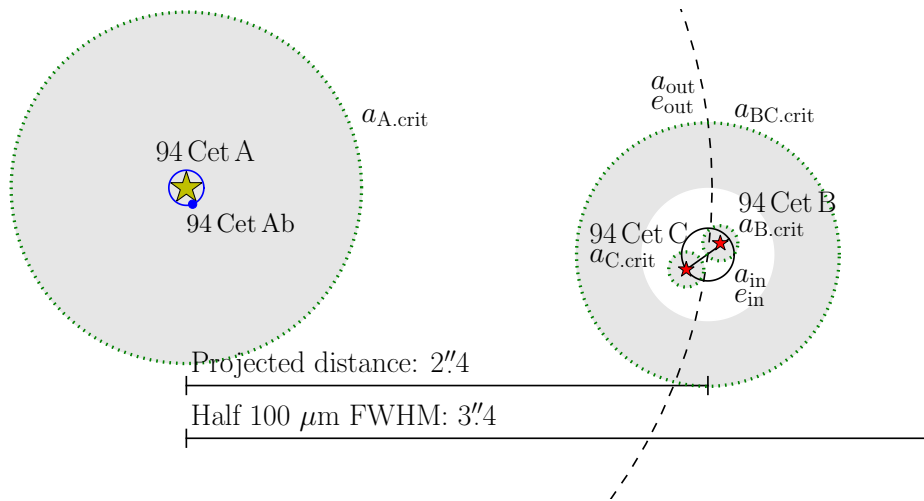 a_out
e_out
a_A.crit
a_BC.crit
94 Cet A
94 Cet Ab
94 Cet B
a_B.crit
94 Cet C
a_C.crit
a_in
e_in
Projected distance: 2″.4
Half 100 μm FWHM: 3″.4